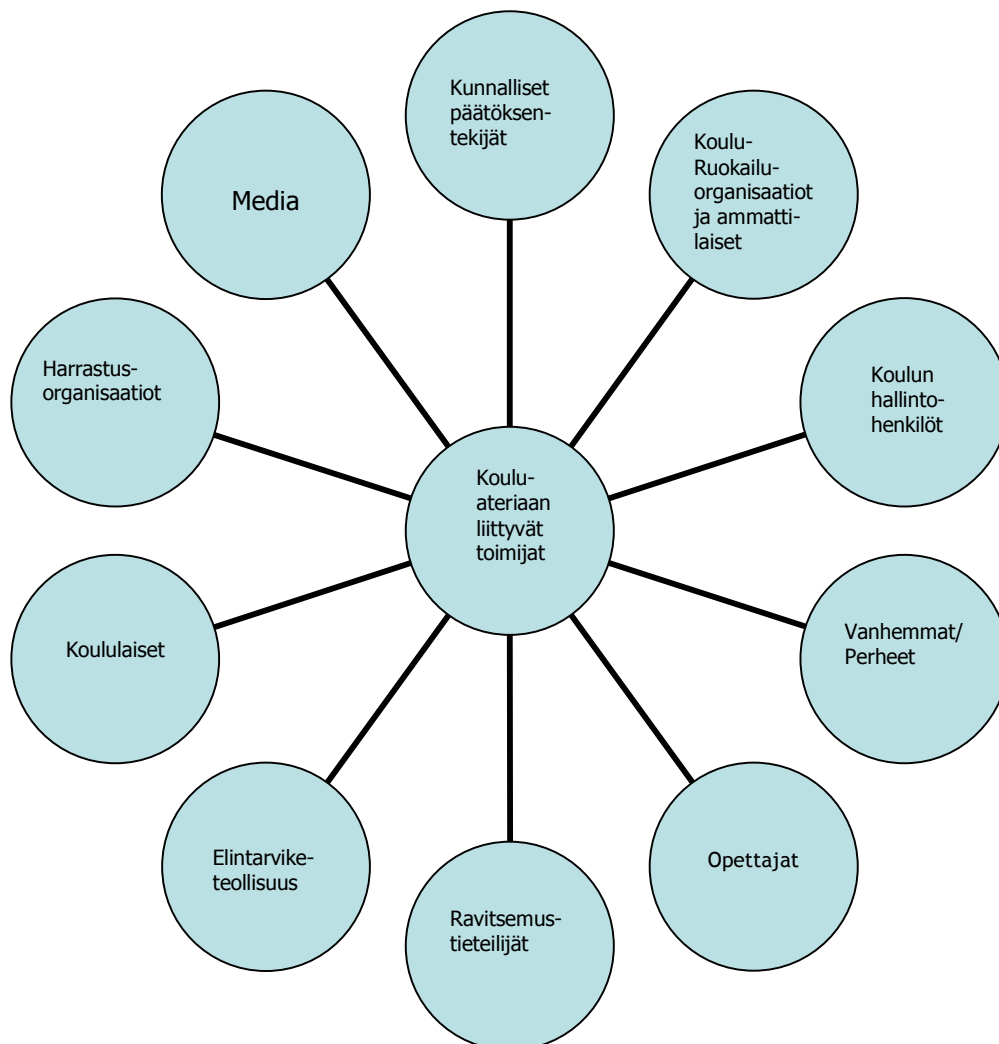 Kunnalliset
päätöksen-
tekijät
Koulu-
Ruokailu-
organisaatiot
ja ammatti-
laiset
Media
Harrastus-
organisaatiot
Koulun
hallinto-
henkilöt
Koulu-
ateriaan
liittyvät
toimijat
Koululaiset
Vanhemmat/
Perheet
Elintarvike-
teollisuus
Opettajat
Ravitsemus-
tieteilijät